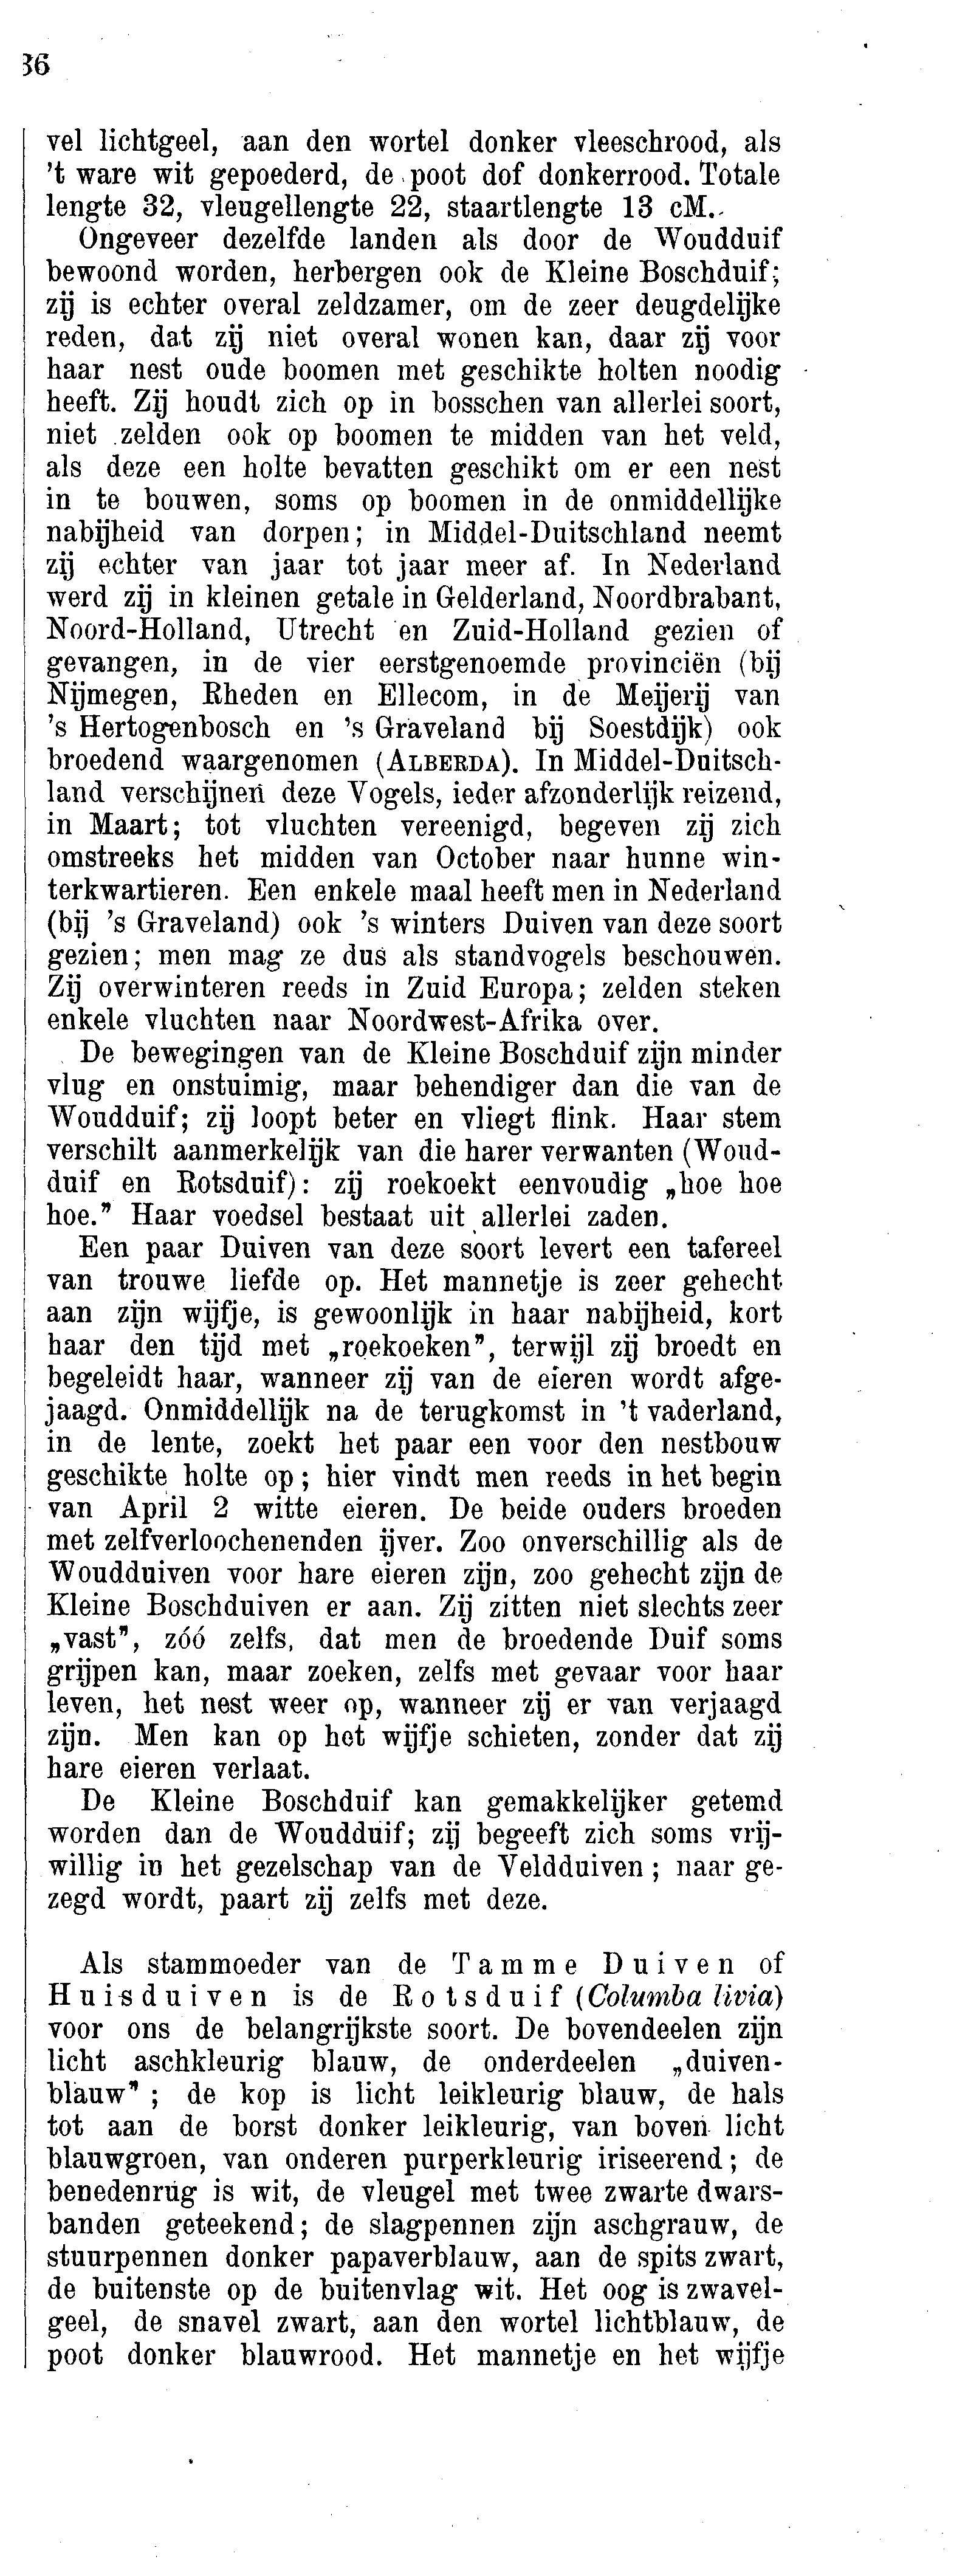 36
vel lichtgeel, aan den wortel donker vleeschrood, als
't ware wit gepoederd, de poot dof donkerrood. Totale
lengte 32, vleugellengte 22, staartlengte 13 cM.
Ongeveer dezelfde landen als door de Woudduif
bewoond worden, herbergen ook de Kleine Boschduif;
zij is echter overal zeldzamer, om de zeer deugdelijke
reden, dat zij niet overal wonen kan, daar zij voor
haar nest oude boomen met geschikte holten noodig
heeft. Zij houdt zich op in bosschen van allerlei soort,
niet zelden ook op boomen te midden van het veld,
als deze een holte bevatten geschikt om er een nest
in te bouwen, soms op boomen in de onmiddellijke
nabijheid van dorpen; in Middel-Duitschland neemt
zij echter van jaar tot jaar meer af. In Nederland
werd zij in kleinen getale in Gelderland, Noordbrabant,
Noord-Holland, Utrecht en Zuid-Holland gezien of
gevangen, in de vier eerstgenoemde provinciën (bij
Nijmegen, Rheden en Ellecom, in de Meijerij van
's Hertogenbosch en 's Graveland bij Soestdijk) ook
broedend waargenomen (ALBERDA). In Middel-Duitsch-
land verschijnen deze Vogels, ieder afzonderlijk reizend,
in Maart; tot vluchten vereenigd, begeven zij zich
omstreeks het midden van October naar hunne win-
terkwartieren. Een enkele maal heeft men in Nederland
(bij 's Graveland) ook 's winters Duiven van deze soort
gezien; men mag ze dus als standvogels beschouwen.
Zij overwinteren reeds in Zuid Europa; zelden steken
enkele vluchten naar Noordwest-Afrika over.
De bewegingen van de Kleine Boschduif zijn minder
vlug en onstuimig, maar behendiger dan die van de
Woudduif; zij loopt beter en vliegt flink. Haar stem
verschilt aanmerkelijk van die harer verwanten (Woud-
duif en Rotsduif): zij roekoekt eenvoudig „hoe hoe
hoe.” Haar voedsel bestaat uit allerlei zaden.
Een paar Duiven van deze soort levert een tafereel
van trouwe liefde op. Het mannetje is zeer gehecht
aan zijn wijfje, is gewoonlijk in haar nabijheid, kort
haar den tijd met „roekoeken”, terwijl zij broedt en
begeleidt haar, wanneer zij van de eieren wordt afge-
jaagd. Onmiddellijk na de terugkomst in 't vaderland,
in de lente, zoekt het paar een voor den nestbouw
geschikte holte op; hier vindt men reeds in het begin
van April 2 witte eieren. De beide ouders broeden
met zelfverloochenenden ijver. Zoo onverschillig als de
Woudduiven voor hare eieren zijn, zoo gehecht zijn de
Kleine Boschduiven er aan. Zij zitten niet slechts zeer
„vast”, zóó zelfs, dat men de broedende Duif soms
grijpen kan, maar zoeken, zelfs met gevaar voor haar
leven, het nest weer op, wanneer zij er van verjaagd
zijn. Men kan op het wijfje schieten, zonder dat zij
hare eieren verlaat.
De Kleine Boschduif kan gemakkelijker getemd
worden dan de Woudduif; zij begeeft zich soms vrij-
willig in het gezelschap van de Veldduiven; naar ge-
zegd wordt, paart zij zelfs met deze.
Als stammoeder van de Tamme Duiven of
Huisduiven is de Rotsduif (Columba livia)
voor ons de belangrijkste soort. De bovendeelen zijn
licht aschkleurig blauw, de onderdeelen „duiven-
blauw”; de kop is licht leikleurig blauw, de hals
tot aan de borst donker leikleurig, van boven licht
blauwgroen, van onderen purperkleurig iriseerend; de
benedenrug is wit, de vleugel met twee zwarte dwars-
banden geteekend; de slagpennen zijn aschgrauw, de
stuurpennen donker papaverblauw, aan de spits zwart,
de buitenste op de buitenvlag wit. Het oog is zwavel-
geel, de snavel zwart, aan den wortel lichtblauw, de
poot donker blauwrood. Het mannetje en het wijfje